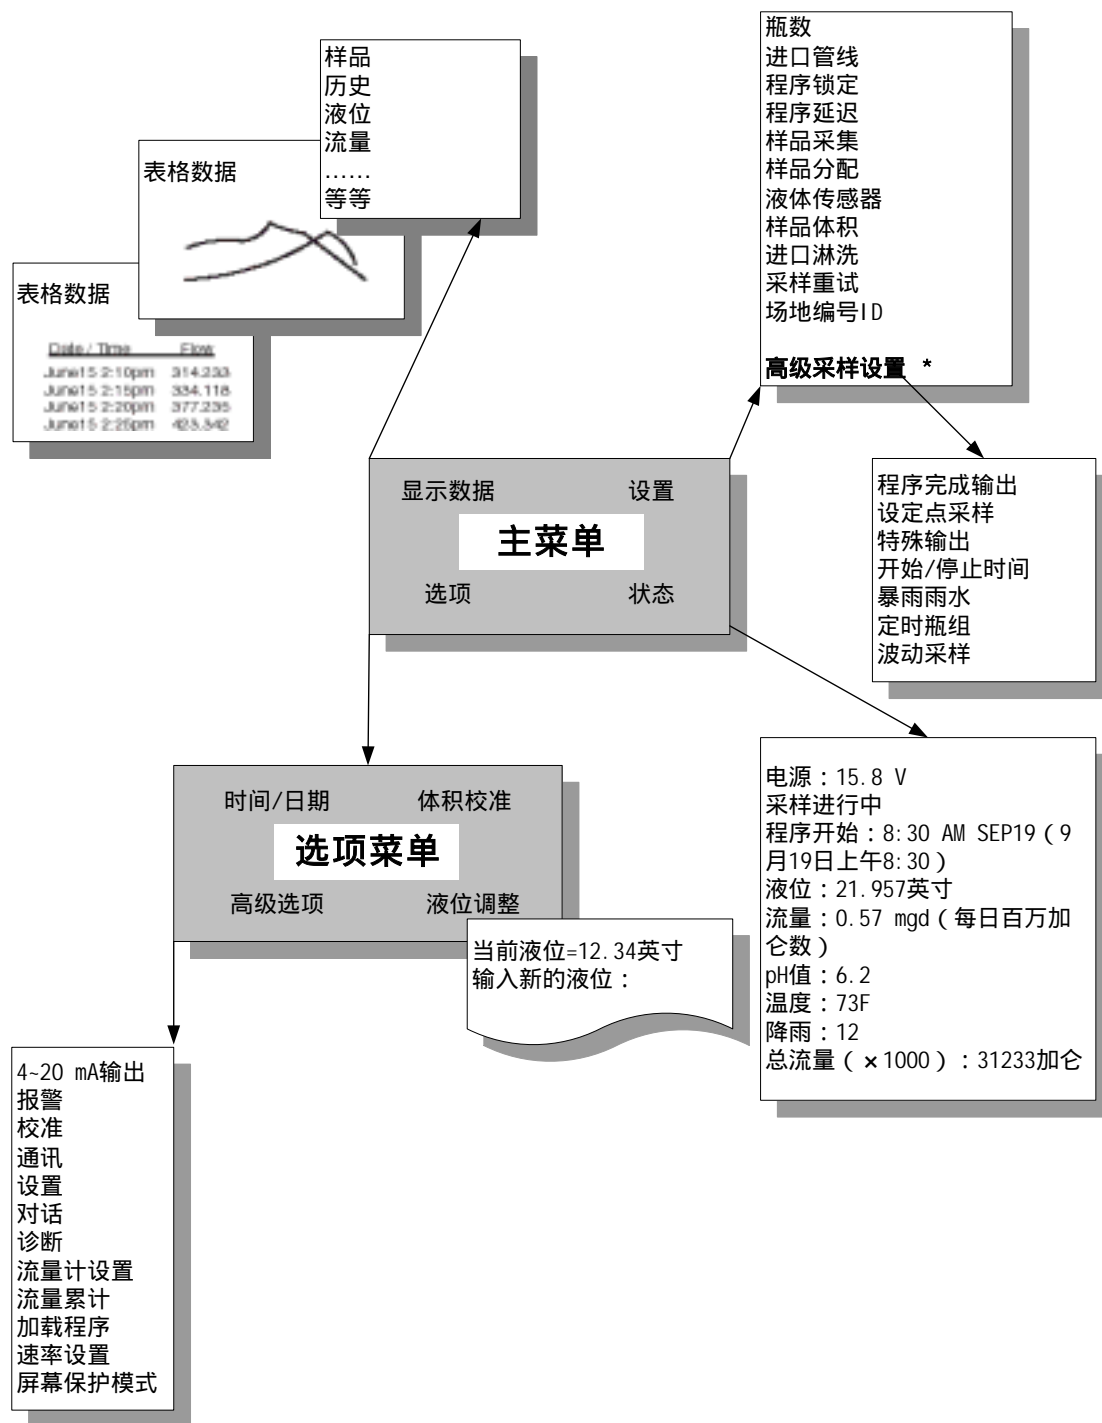 样品
历史
液位
流量
......
等等
表格数据
表格数据
Date / Time Flow
June15 2:10pm 314.233
June15 2:15pm 334.118
June15 2:20pm 377.235
June15 2:25pm 423.342
瓶数
进口管线
程序锁定
程序延迟
样品采集
样品分配
液体传感器
样品体积
进口淋洗
采样重试
场地编号ID
高级采样设置 *
程序完成输出
设定点采样
特殊输出
开始/停止时间
暴雨雨水
定时瓶组
波动采样
显示数据 设置
主菜单
选项 状态
时间/日期 体积校准
选项菜单
高级选项 液位调整
当前液位=12.34英寸
输入新的液位：
电源：15.8 V
采样进行中
程序开始：8:30 AM SEP19（9
月19日上午8:30）
液位：21.957英寸
流量：0.57 mgd（每日百万加
仑数）
pH值：6.2
温度：73F
降雨：12
总流量（×1000）：31233加仑
4~20 mA输出
报警
校准
通讯
设置
对话
诊断
流量计设置
流量累计
加载程序
速率设置
屏幕保护模式